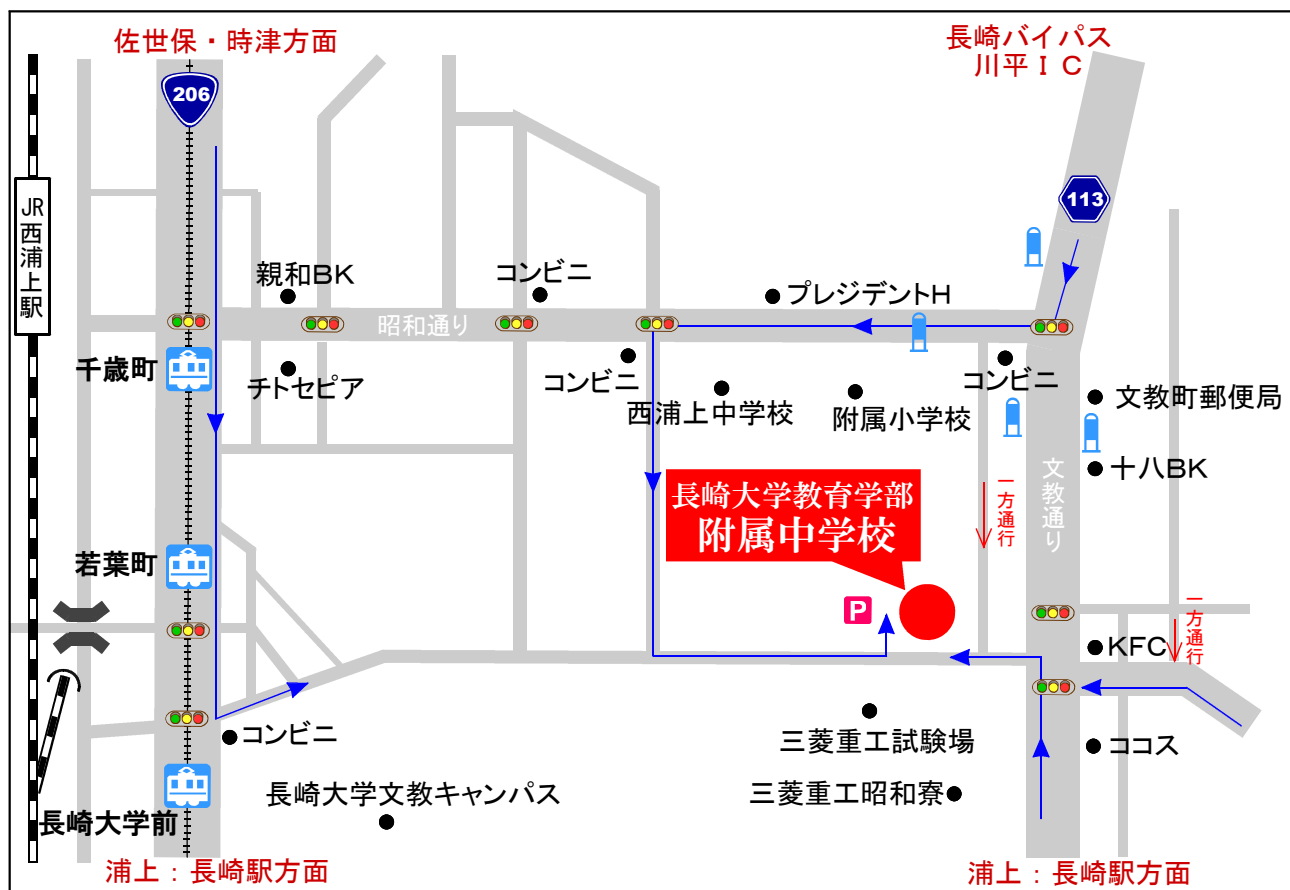 佐世保・時津方面
長崎バイパス
川平ＩＣ
206
113
JR西浦上駅
親和BK
コンビニ
プレジデントH
昭和通り
千歳町
チトセピア
コンビニ
西浦上中学校
附属小学校
コンビニ
文教町郵便局
十八BK
文教通り
一方通行
長崎大学教育学部
附属中学校
若葉町
P
一方通行
KFC
コンビニ
三菱重工試験場
ココス
長崎大学文教キャンパス
三菱重工昭和寮
長崎大学前
浦上：長崎駅方面
浦上：長崎駅方面